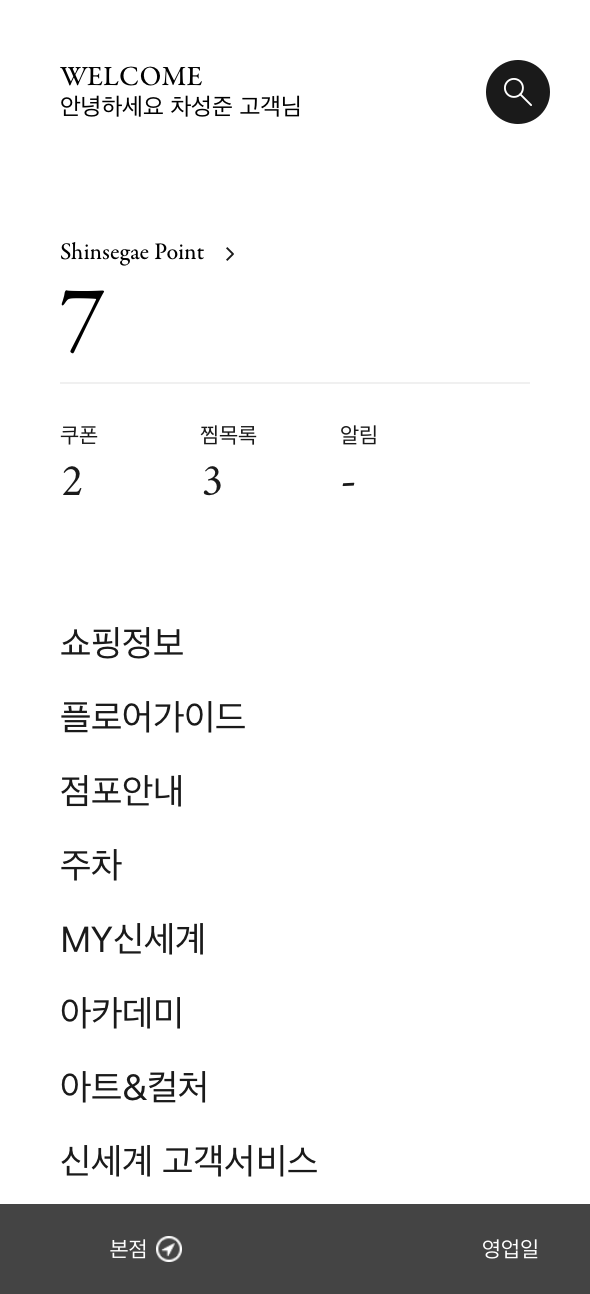 WELCOME
안녕하세요 차성준 고객님
Shinsegae Point
7
쿠폰 찜목록 알림
2 3 -
쇼핑정보
플로어가이드
점포안내
주차
MY신세계
아카데미
아트&컬처
신세계 고객서비스
본점 영업일